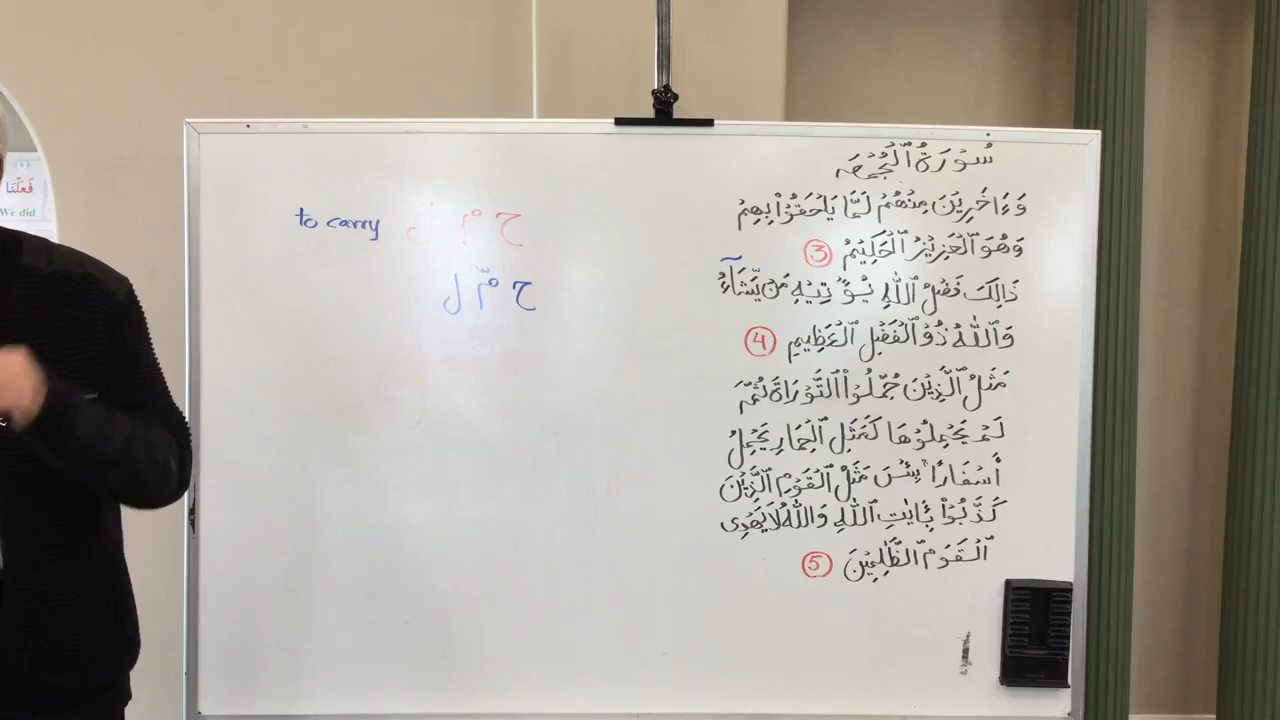 سُورَةُ ٱلْجُمُعَة
وَءَاخَرِينَ مِنْهُمْ لَمَّا يَلْحَقُوا۟ بِهِمْ
وَهُوَ ٱلْعَزِيزُ ٱلْحَكِيمُ 3
ذَالِكَ فَضْلُ ٱللَّهِ يُؤْتِيهِ مَن يَّشَآءُ
وَٱللَّهُ ذُو ٱلْفَضْلِ ٱلْعَظِيمِ 4
مَثَلُ ٱلَّذِينَ حُمِّلُوا۟ ٱلتَّوْرَاةَ ثُمَّ
لَمْ يَحْمِلُوهَا كَمَثَلِ ٱلْحِمَارِ يَحْمِلُ
أَسْفَارًا بِئْسَ مَثَلُ ٱلْقَوْمِ ٱلَّذِينَ
كَذَّبُوا۟ بِـَٔايَٰتِ ٱللَّهِ وَٱللَّهُ لَا يَهْدِى
ٱلْقَوْمَ ٱلظَّٰلِمِينَ 5
ح م ل to carry
ح مّ ل
فَعَلْنَا
We did